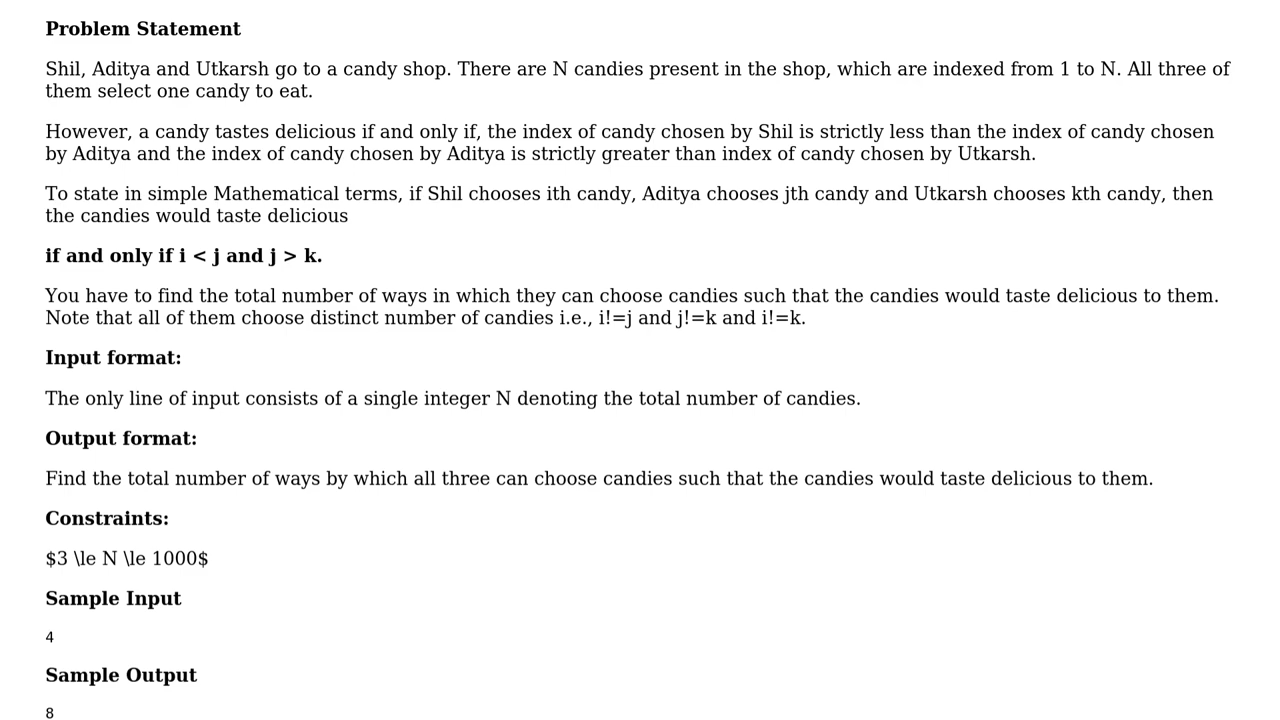 Problem Statement
Shil, Aditya and Utkarsh go to a candy shop. There are N candies present in the shop, which are indexed from 1 to N. All three of
them select one candy to eat.
However, a candy tastes delicious if and only if, the index of candy chosen by Shil is strictly less than the index of candy chosen
by Aditya and the index of candy chosen by Aditya is strictly greater than index of candy chosen by Utkarsh.
To state in simple Mathematical terms, if Shil chooses ith candy, Aditya chooses jth candy and Utkarsh chooses kth candy, then
the candies would taste delicious
if and only if i < j and j > k.
You have to find the total number of ways in which they can choose candies such that the candies would taste delicious to them.
Note that all of them choose distinct number of candies i.e., i!=j and j!=k and i!=k.
Input format:
The only line of input consists of a single integer N denoting the total number of candies.
Output format:
Find the total number of ways by which all three can choose candies such that the candies would taste delicious to them.
Constraints:
$3 \le N \le 1000$
Sample Input
4
Sample Output
8